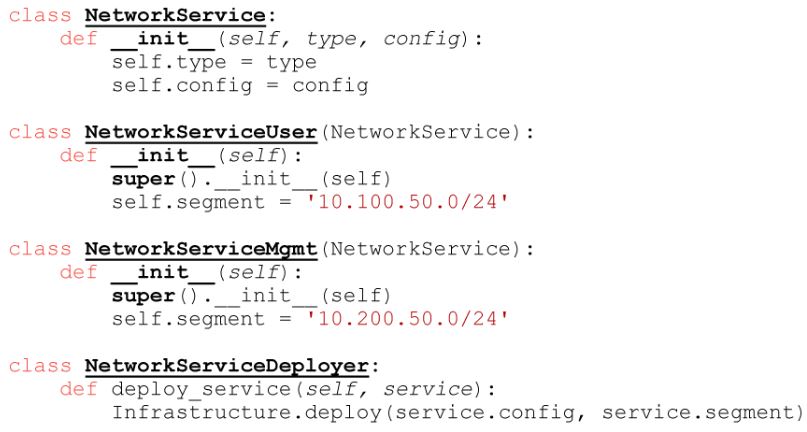 class NetworkService:
    def __init__(self, type, config):
        self.type = type
        self.config = config

class NetworkServiceUser(NetworkService):
    def __init__(self):
        super().__init__(self)
        self.segment = '10.100.50.0/24'

class NetworkServiceMgmt(NetworkService):
    def __init__(self):
        super().__init__(self)
        self.segment = '10.200.50.0/24'

class NetworkServiceDeployer:
    def deploy_service(self, service):
        Infrastructure.deploy(service.config, service.segment)